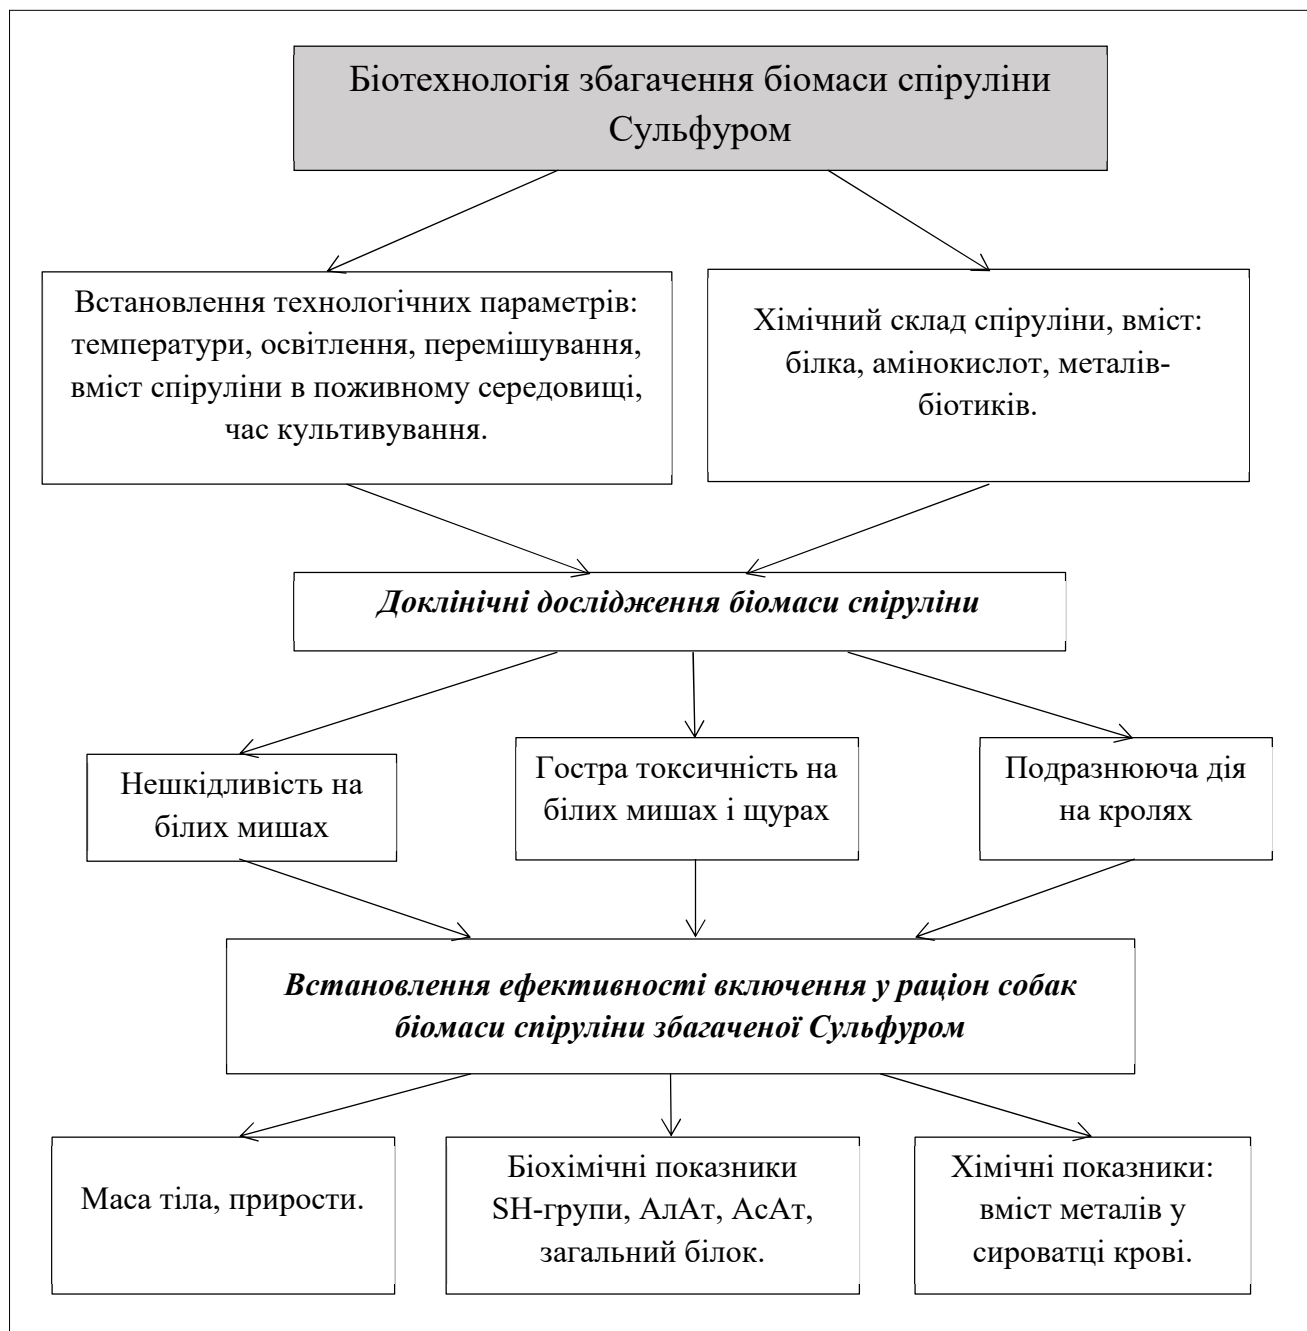 Біотехнологія збагачення біомаси спіруліни
Сульфуром
Встановлення технологічних параметрів:
температури, освітлення, перемішування,
вміст спіруліни в поживному середовищі,
час культивування.
Хімічний склад спіруліни, вміст:
білка, амінокислот, металів-
біотиків.
Доклінічні дослідження біомаси спіруліни
Нешкідливість на
білих мишах
Гостра токсичність на
білих мишах і щурах
Подразнююча дія
на кролях
Встановлення ефективності включення у раціон собак
біомаси спіруліни збагаченої Сульфуром
Маса тіла, прирости.
Біохімічні показники
SH-групи, АлАт, АсАт,
загальний білок.
Хімічні показники:
вміст металів у
сироватці крові.